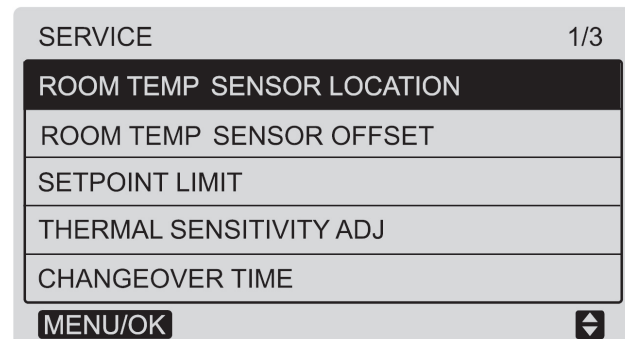 SERVICE 1/3
ROOM TEMP SENSOR LOCATION
ROOM TEMP SENSOR OFFSET
SETPOINT LIMIT
THERMAL SENSITIVITY ADJ
CHANGEOVER TIME
MENU/OK